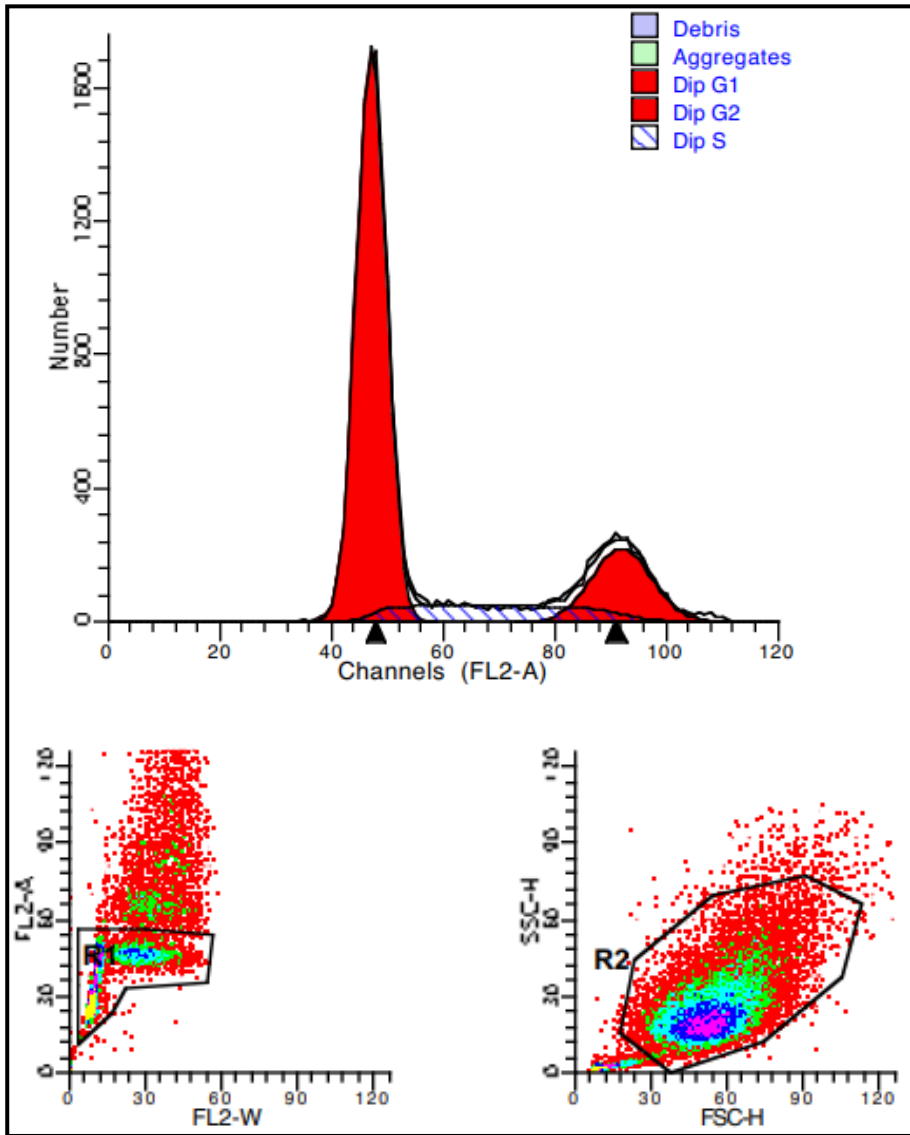 Debris
Aggregates
Dip G1
Dip G2
Dip S
Number
1600
1200
800
400
0
0 20 40 60 80 100 120
Channels (FL2-A)
FL2-A
120
90
60
30
0
R1
0 30 60 90 120
FL2-W
SSC-H
120
90
60
30
0
R2
0 30 60 90 120
FSC-H